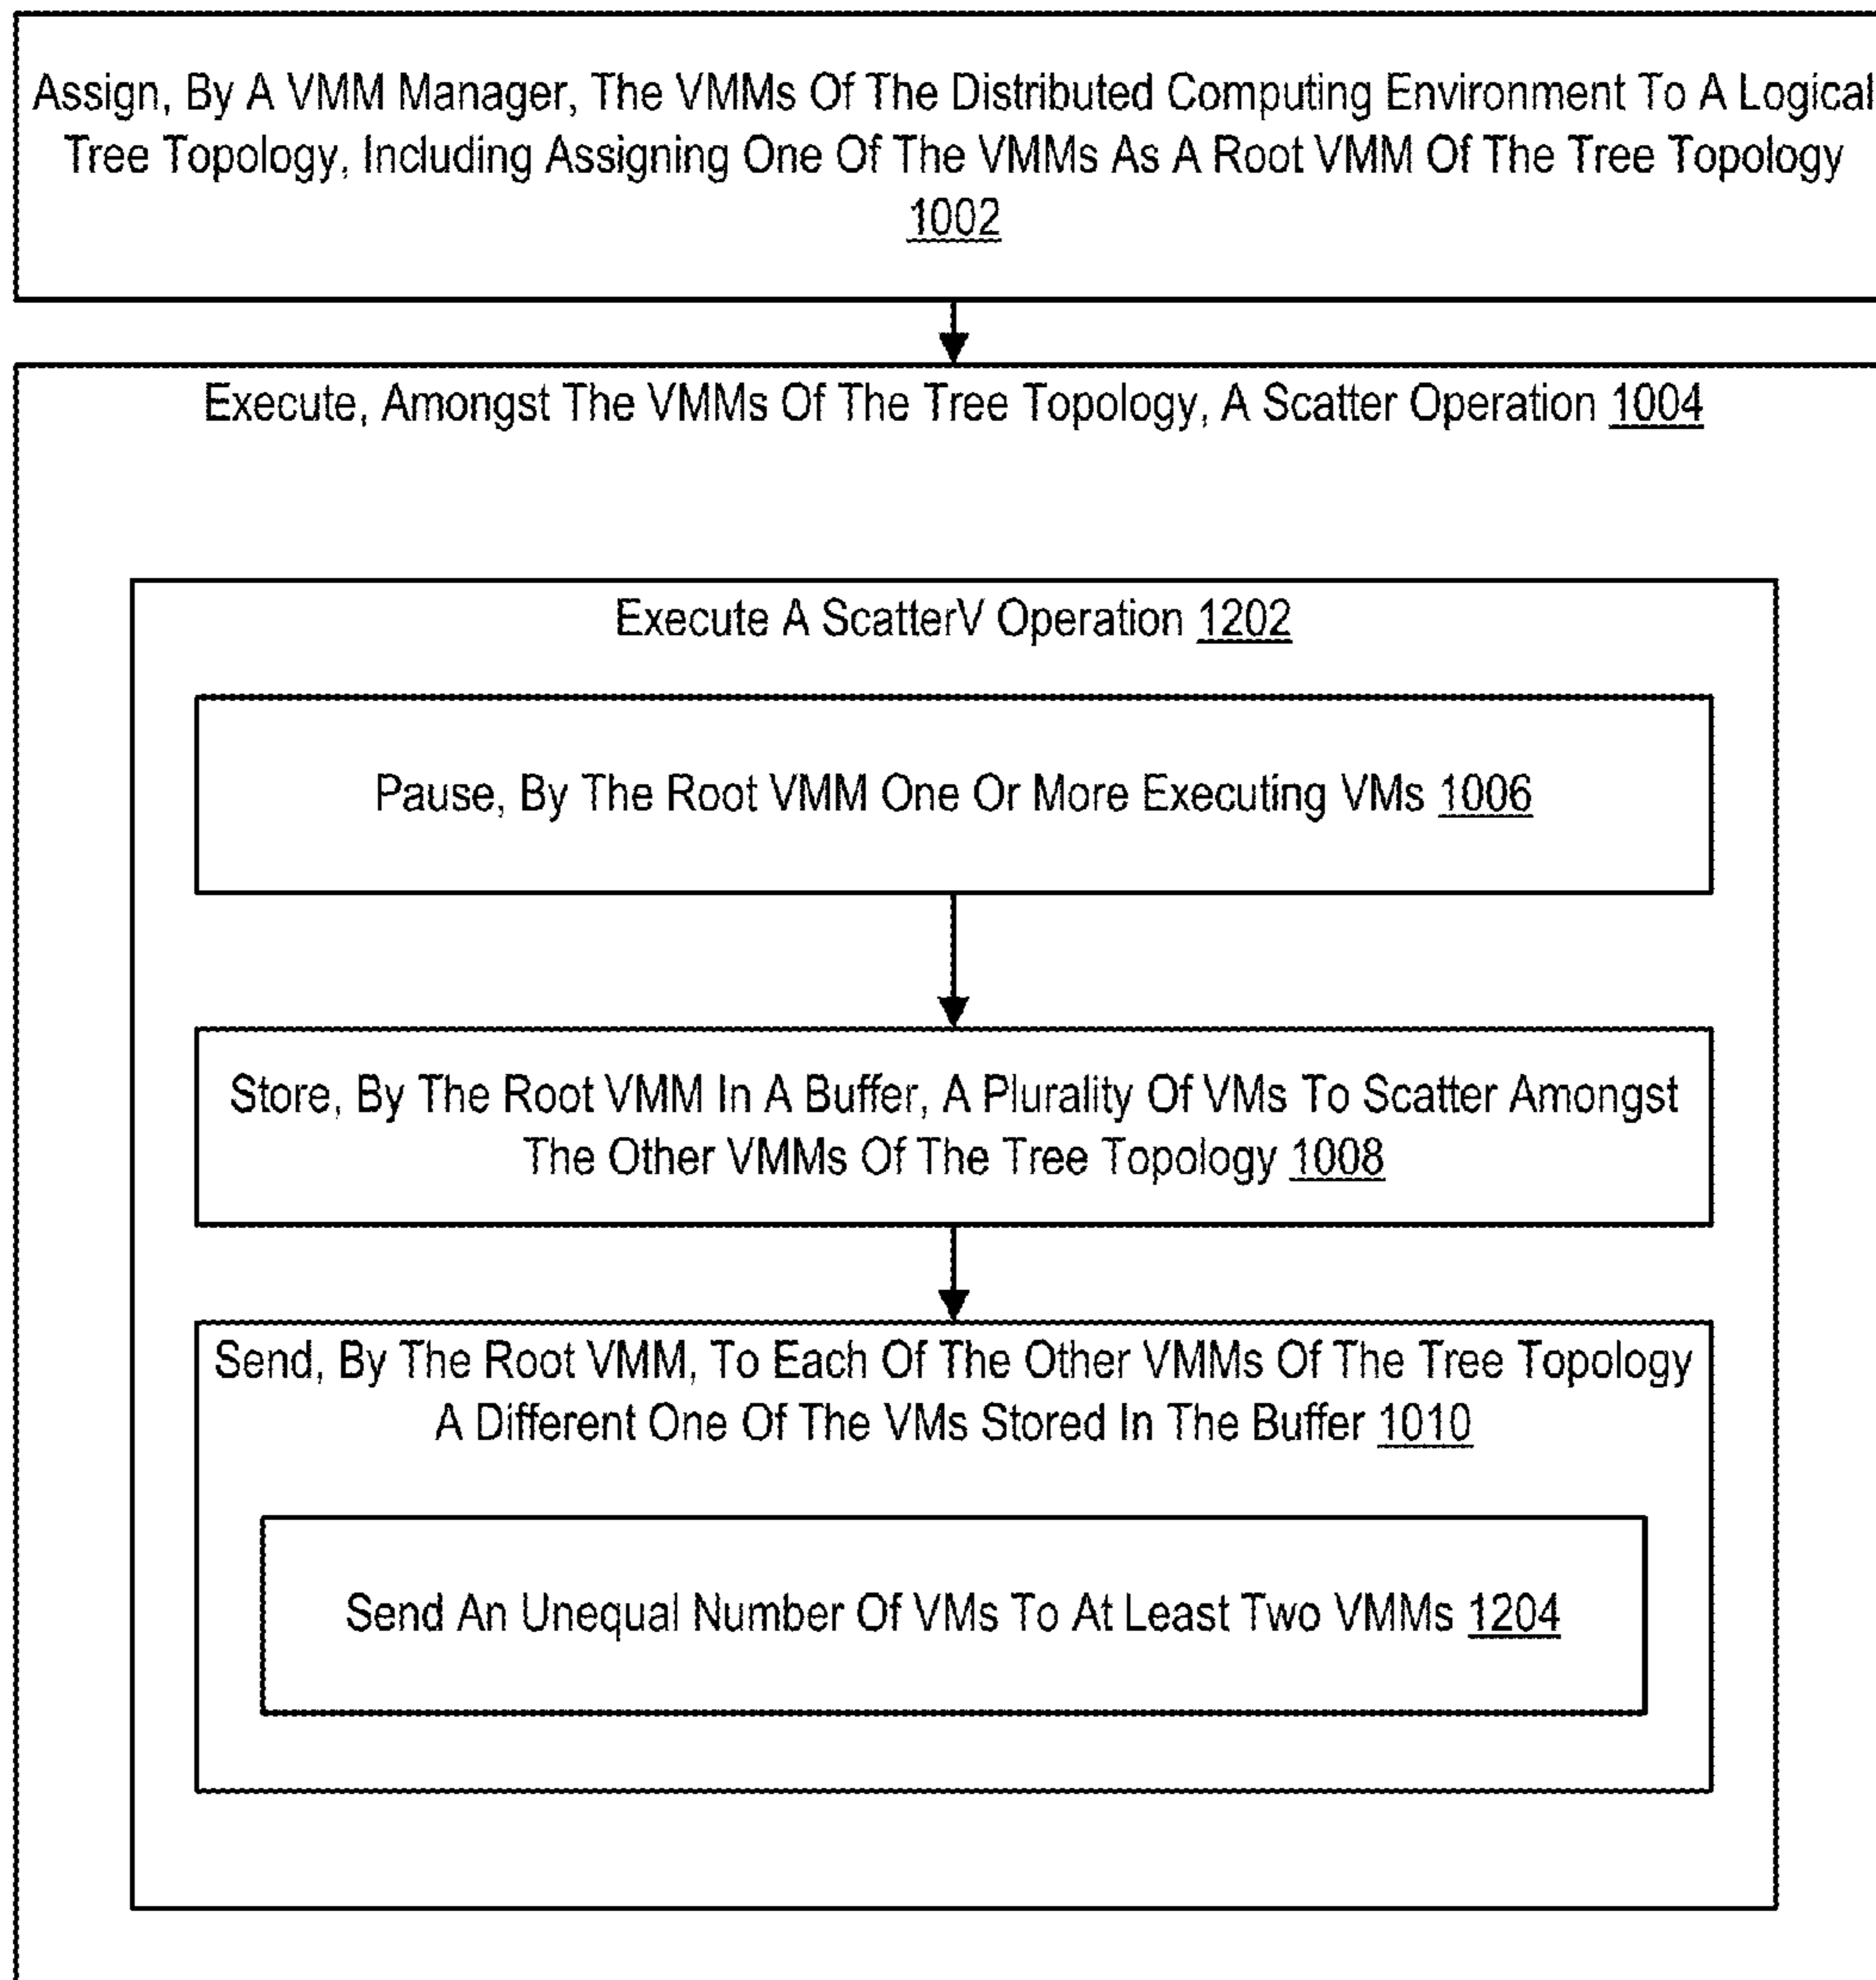 Assign, By A VMM Manager, The VMMs Of The Distributed Computing Environment To A Logical
Tree Topology, Including Assigning One Of The VMMs As A Root VMM Of The Tree Topology
1002
Execute, Amongst The VMMs Of The Tree Topology, A Scatter Operation 1004
Execute A ScatterV Operation 1202
Pause, By The Root VMM One Or More Executing VMs 1006
Store, By The Root VMM In A Buffer, A Plurality Of VMs To Scatter Amongst
The Other VMMs Of The Tree Topology 1008
Send, By The Root VMM, To Each Of The Other VMMs Of The Tree Topology
A Different One Of The VMs Stored In The Buffer 1010
Send An Unequal Number Of VMs To At Least Two VMMs 1204